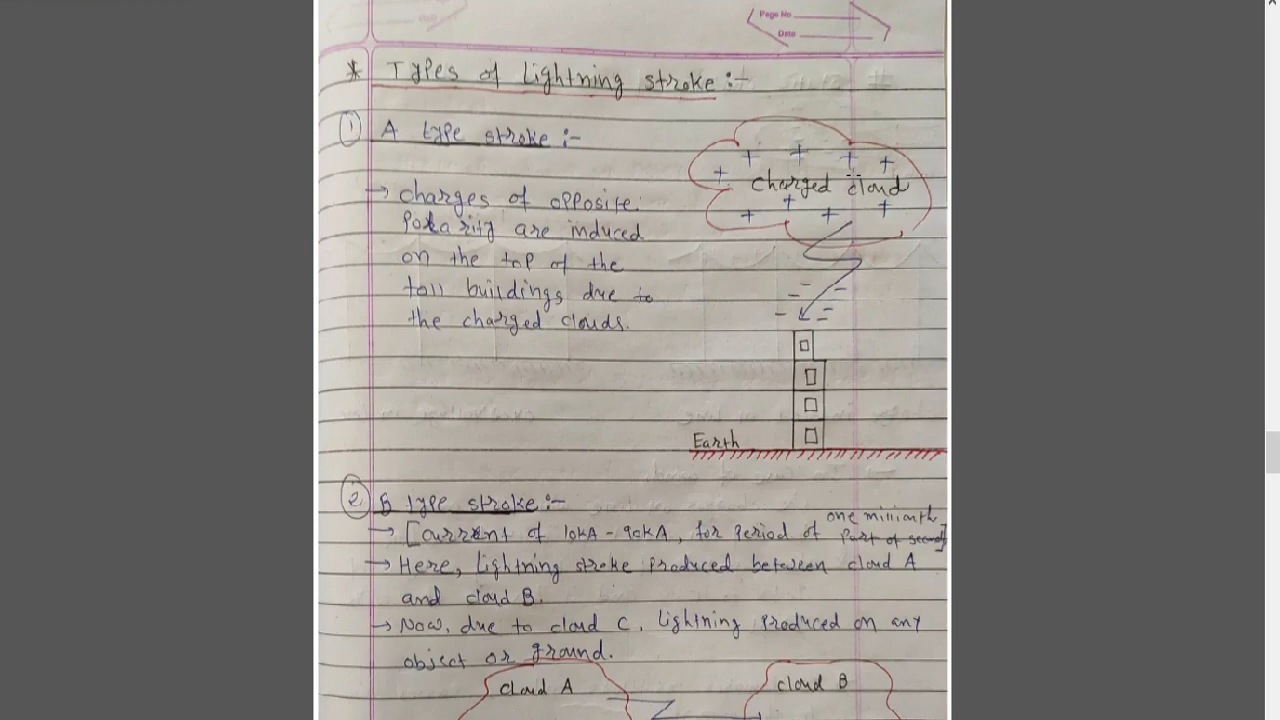 Page No
Date
* Types of Lightning stroke :-
1 A type stroke :-
→ charges of opposite
Polarity are induced
on the top of the
tall buildings due to
the charged clouds.
+ + + +
+ charged cloud
+ + + +
- - - - -
Earth
2 B type stroke :-
→ [Current of 10kA - 90kA, for period of one millionth part of second]
→ Here, Lightning stroke produced between cloud A
and cloud B.
→ Now, due to cloud C, Lightning produced on any
object or ground.
cloud A
cloud B